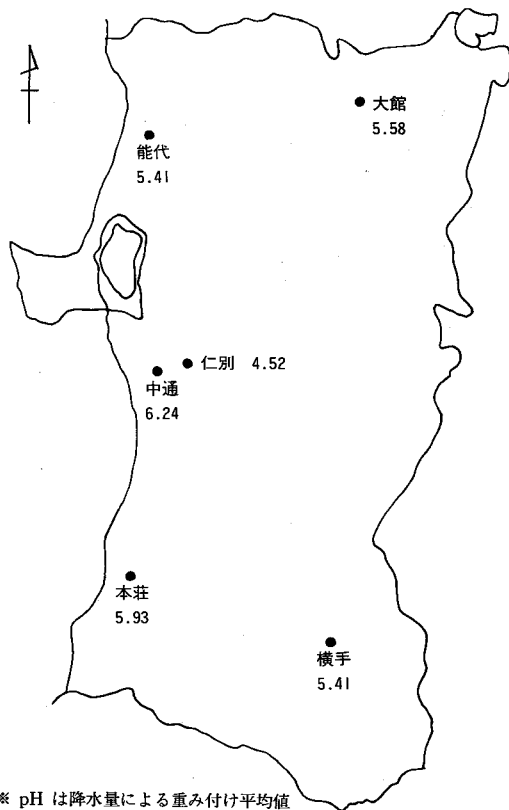 大館
5.58
能代
5.41
仁別 4.52
中通
6.24
本荘
5.93
横手
5.41
※ pH は降水量による重み付け平均値